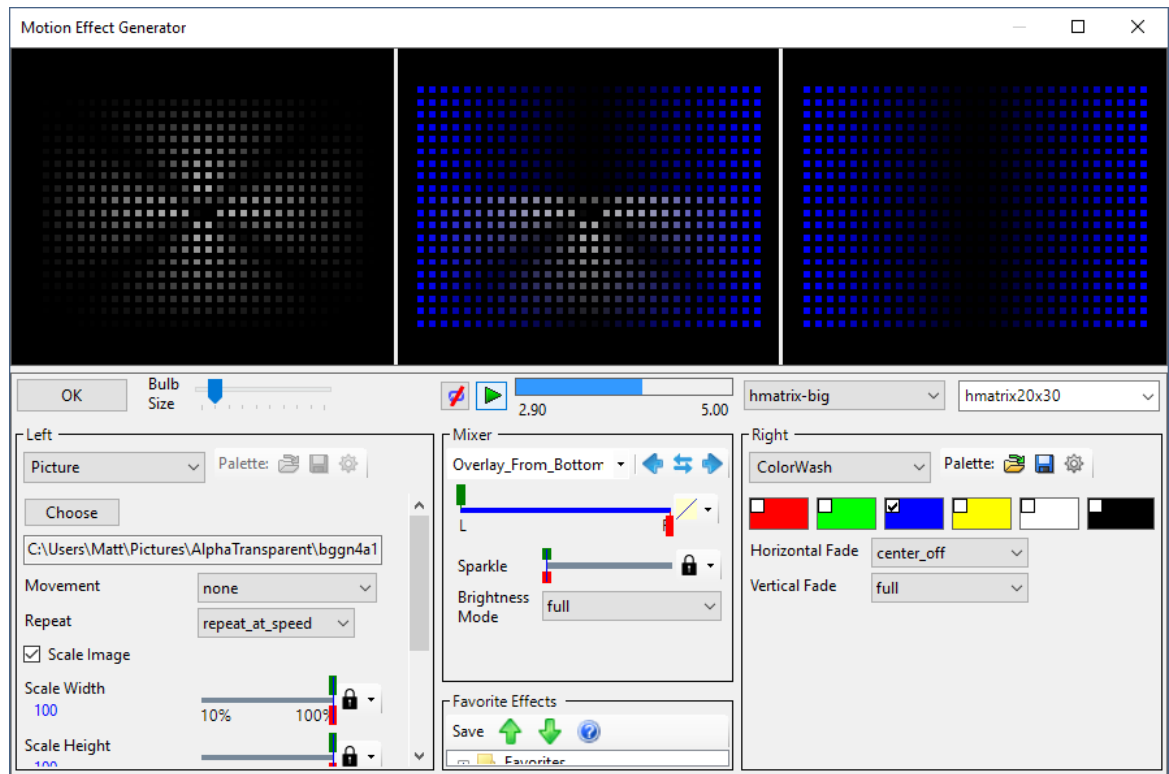 Motion Effect Generator
OK
Bulb
Size
2.90
5.00
hmatrix-big
hmatrix20x30
Left
Picture
Palette:
Choose
C:\Users\Matt\Pictures\AlphaTransparent\bggn4a1
Movement
none
Repeat
repeat_at_speed
Scale Image
Scale Width
100
10%
100%
Scale Height
100
Mixer
Overlay_From_Bottom
L
Sparkle
Brightness
Mode
full
Favorite Effects
Save
Favorites
Right
ColorWash
Palette:
Horizontal Fade
center_off
Vertical Fade
full